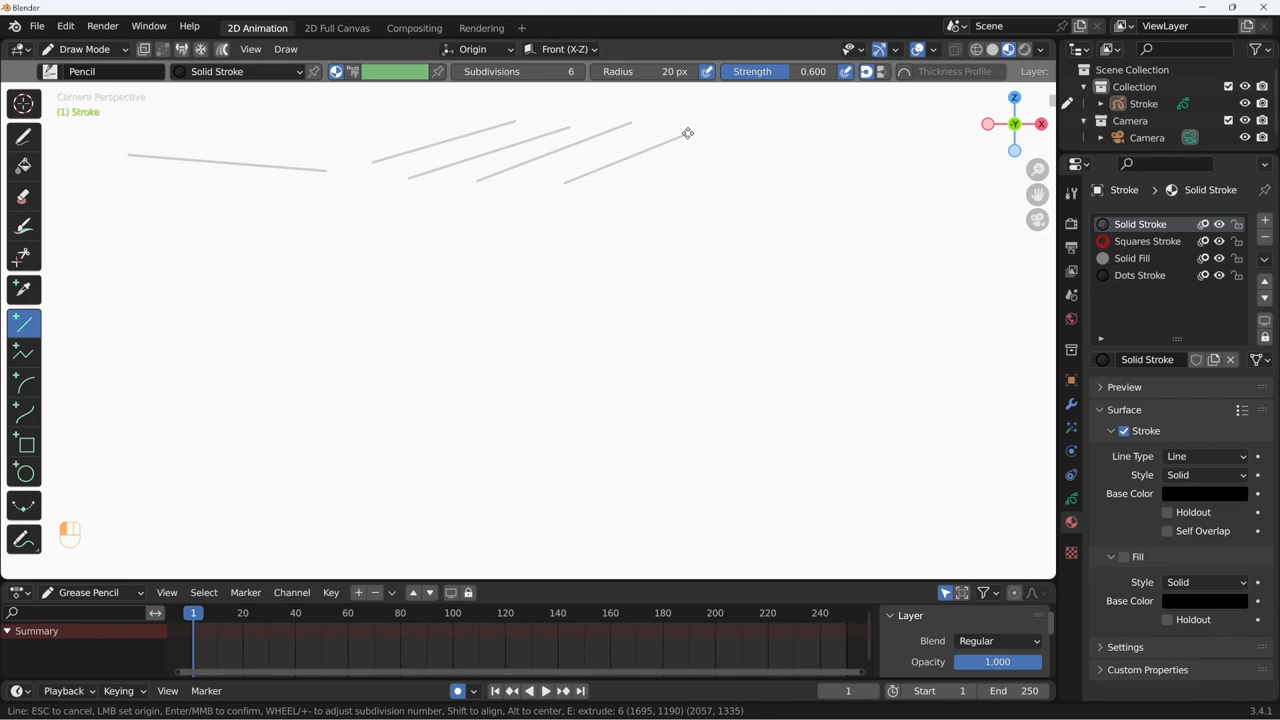 Blender
File Edit Render Window Help 2D Animation 2D Full Canvas Compositing Rendering Scene ViewLayer
Draw Mode View Draw Origin Front (X-Z)
Pencil Solid Stroke Subdivisions 6 Radius 20 px Strength 0.600 Thickness Profile Layer:
Camera Perspective
(1) Stroke
Z
-Y
X
Scene Collection
Collection
Stroke
Camera
Camera
Stroke > Solid Stroke
Solid Stroke
Squares Stroke
Solid Fill
Dots Stroke
Solid Stroke
Preview
Surface
Stroke
Line Type Line
Style Solid
Base Color
Holdout
Self Overlap
Fill
Style Solid
Base Color
Holdout
Settings
Custom Properties
Grease Pencil View Select Marker Channel Key
1 20 40 60 80 100 120 140 160 180 200 220 240
Summary
Layer
Blend Regular
Opacity 1.000
Playback Keying View Marker 1 Start 1 End 250
Line: ESC to cancel, LMB set origin, Enter/MMB to confirm, WHEEL/+- to adjust subdivision number, Shift to align, Alt to center, E: extrude: 6 (1695, 1190) (2057, 1335) 3.4.1